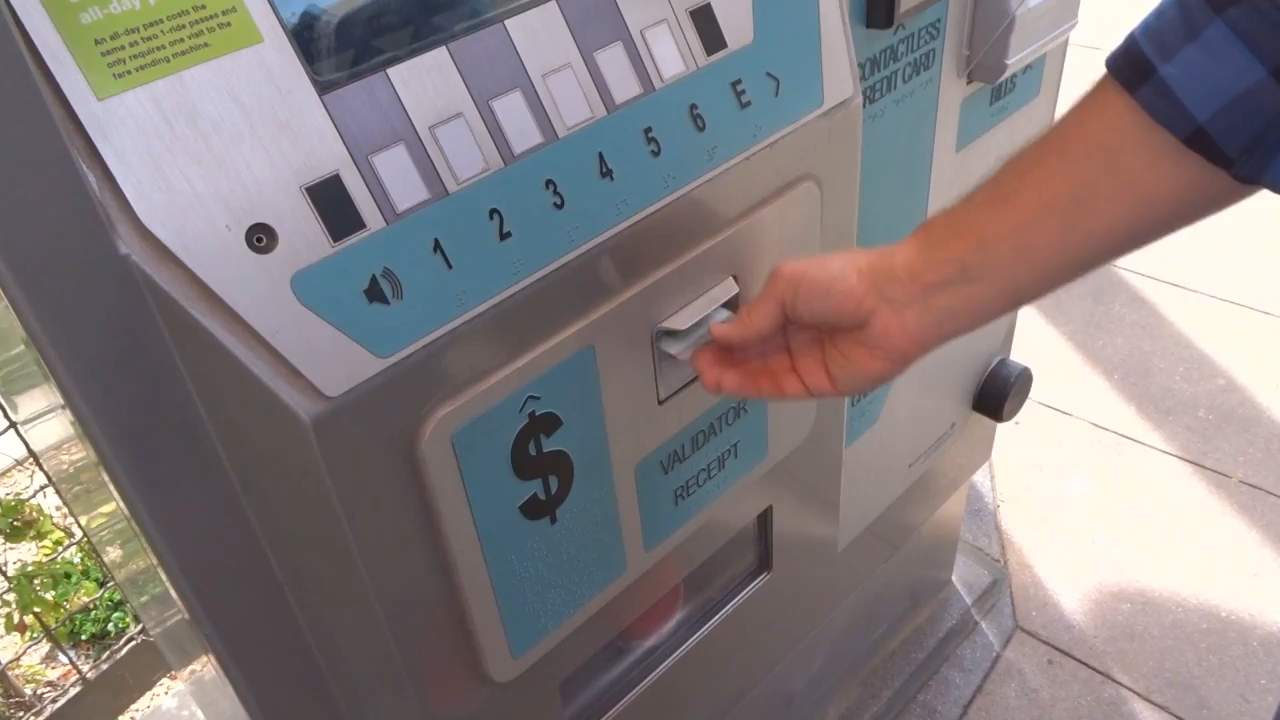 all-day
An all-day pass costs the
same as two 1-ride passes and
only requires one visit to the
fare vending machine.
1 2 3 4 5 6 E >
CONTACTLESS
CREDIT CARD
BILLS
$
VALIDATOR
RECEIPT